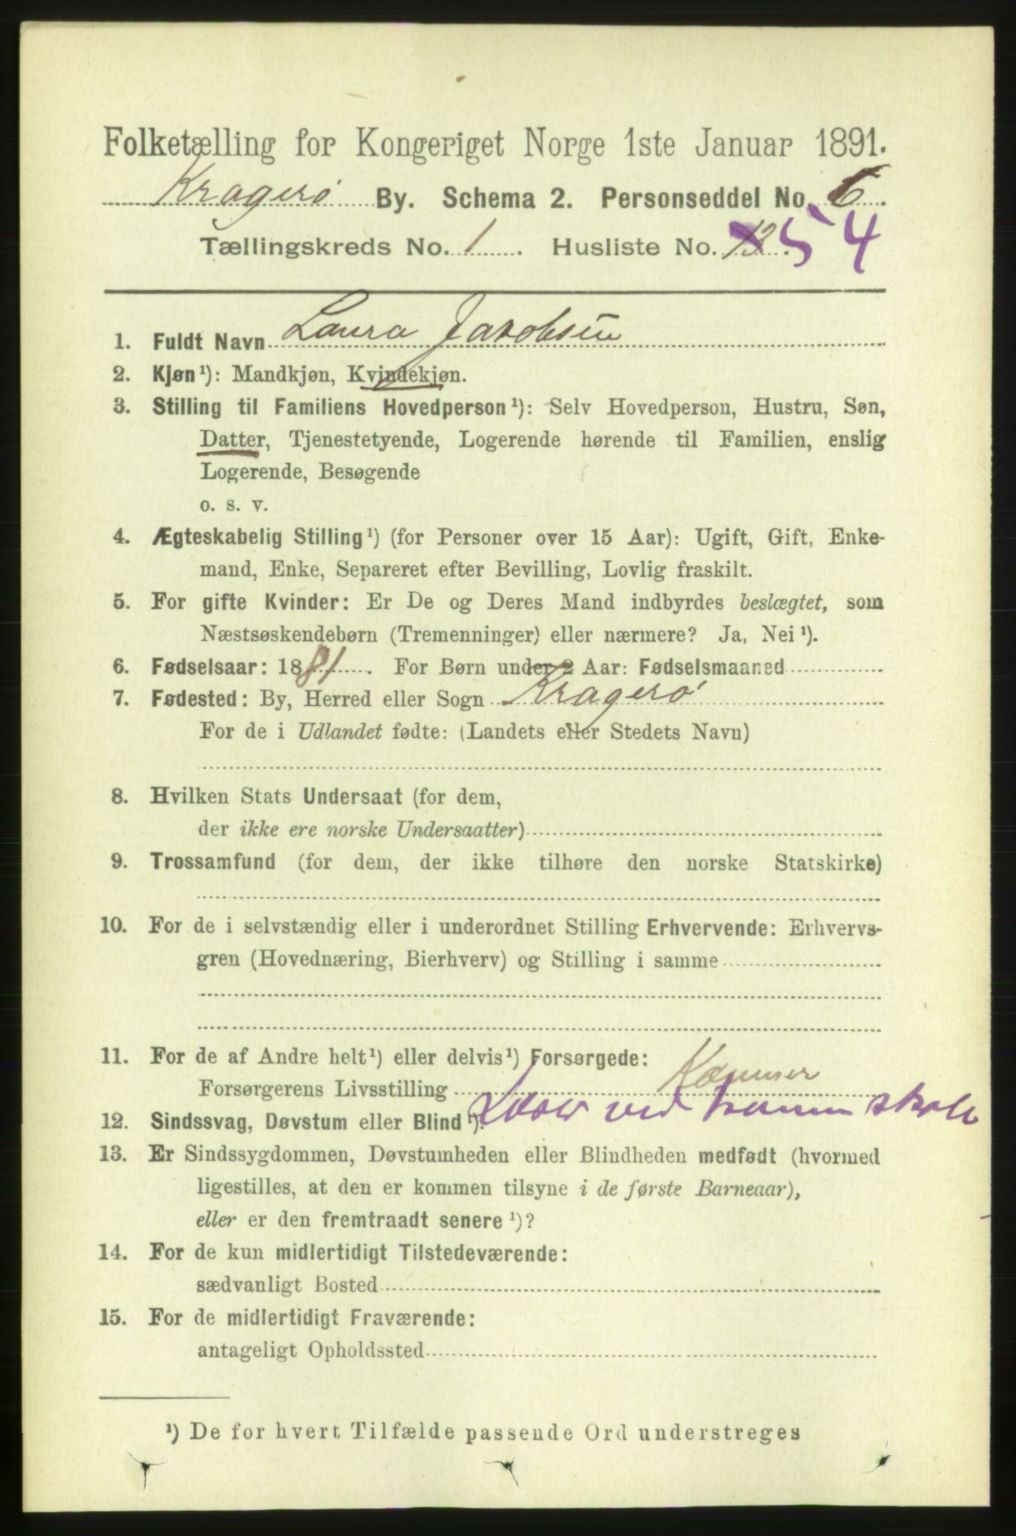 Folketælling for Kongeriget Norge 1ste Januar 1891.
Kragerø By. Schema 2. Personseddel No. 6.
Tællingskreds No. 1. Husliste No. 13. 54
1. Fuldt Navn Laura Jacobsen
2. Kjøn¹): Mandkjøn, Kvindekjøn.
3. Stilling til Familiens Hovedperson¹): Selv Hovedperson, Hustru, Søn,
Datter, Tjenestetyende, Logerende hørende til Familien, enslig
Logerende, Besøgende
o. s. v.
4. Ægteskabelig Stilling¹) (for Personer over 15 Aar): Ugift, Gift, Enke-
mand, Enke, Separeret efter Bevilling, Lovlig fraskilt.
5. For gifte Kvinder: Er De og Deres Mand indbyrdes beslægtet, som
Næstsøskendebørn (Tremenninger) eller nærmere? Ja, Nei¹).
6. Fødselsaar: 1881. For Børn under 2 Aar: Fødselsmaaned
7. Fødested: By, Herred eller Sogn Kragerø
For de i Udlandet fødte: (Landets eller Stedets Navn)
8. Hvilken Stats Undersaat (for dem,
der ikke ere norske Undersaatter)
9. Trossamfund (for dem, der ikke tilhøre den norske Statskirke)
10. For de i selvstændig eller i underordnet Stilling Erhvervende: Erhvervs-
gren (Hovednæring, Bierhverv) og Stilling i samme
11. For de af Andre helt¹) eller delvis¹) Forsørgede:
Forsørgerens Livsstilling
12. Sindssvag, Døvstum eller Blind¹). ved skole
13. Er Sindssygdommen, Døvstumheden eller Blindheden medfødt (hvormed
ligestilles, at den er kommen tilsyne i de første Barneaar),
eller er den fremtraadt senere¹)?
14. For de kun midlertidigt Tilstedeværende:
sædvanligt Bosted
15. For de midlertidigt Fraværende:
antageligt Opholdssted
¹) De for hvert Tilfælde passende Ord understreges